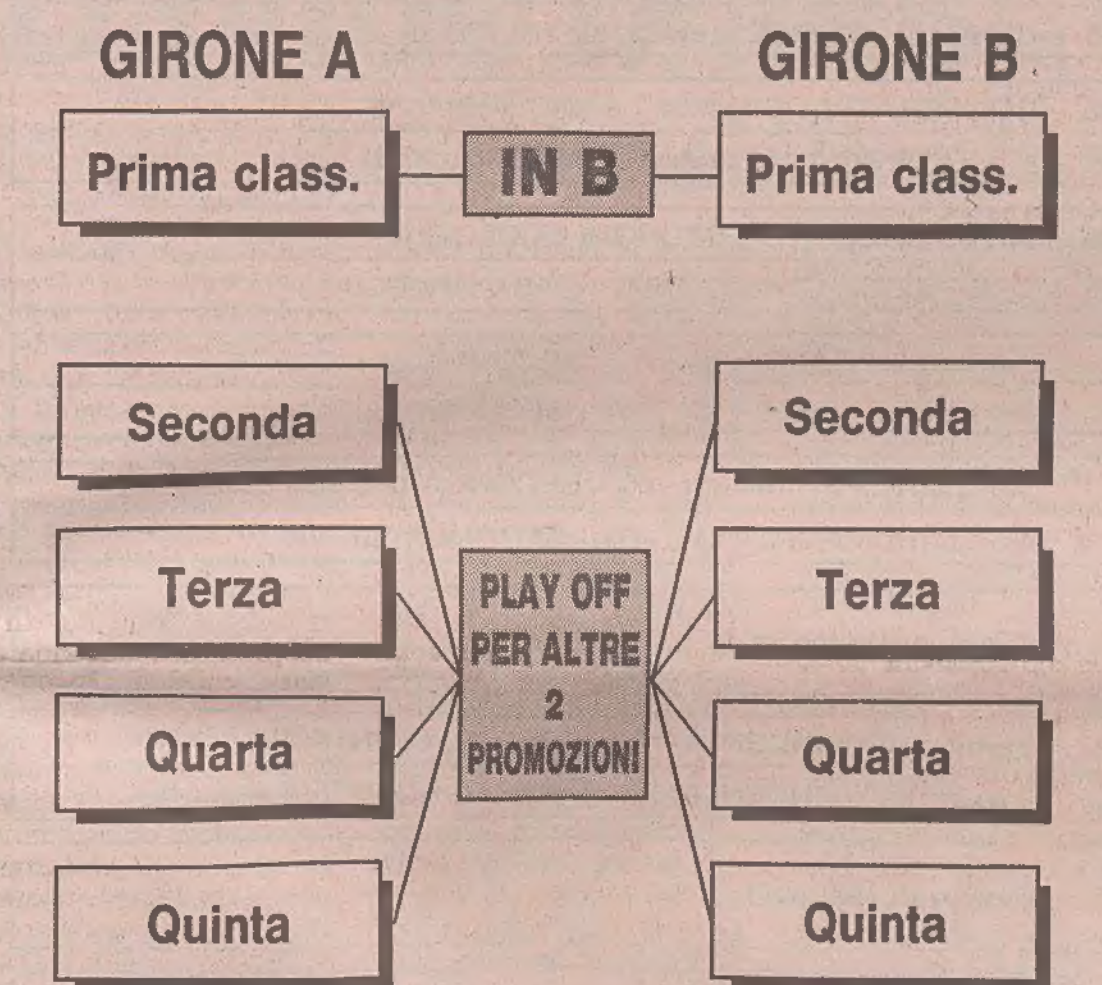 GIRONE A
GIRONE B
Prima class.
IN B
Prima class.
Seconda
Seconda
Terza
Terza
PLAY OFF
PER ALTRE
2
PROMOZIONI
Quarta
Quarta
Quinta
Quinta